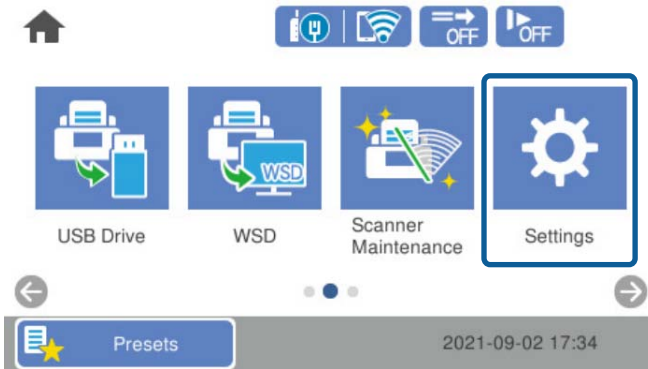 OFF
OFF
WSD
USB Drive
WSD
Scanner
Maintenance
Settings
Presets
2021-09-02 17:34